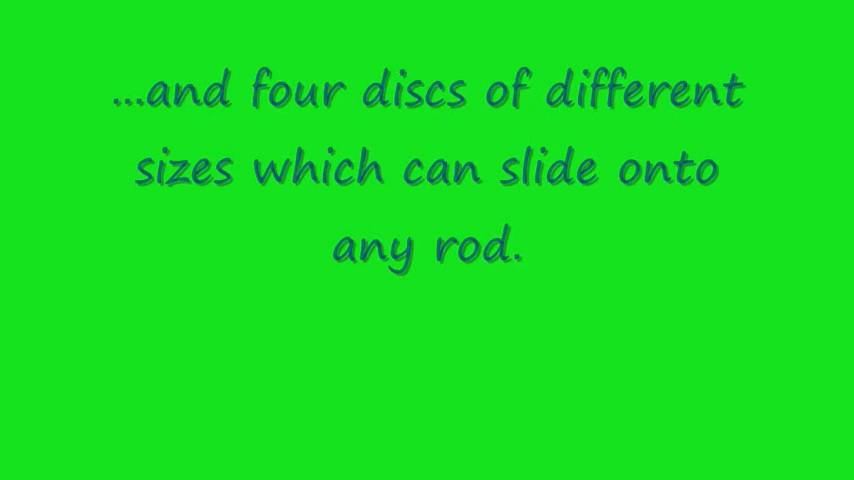 ...and four discs of different
sizes which can slide onto
any rod.